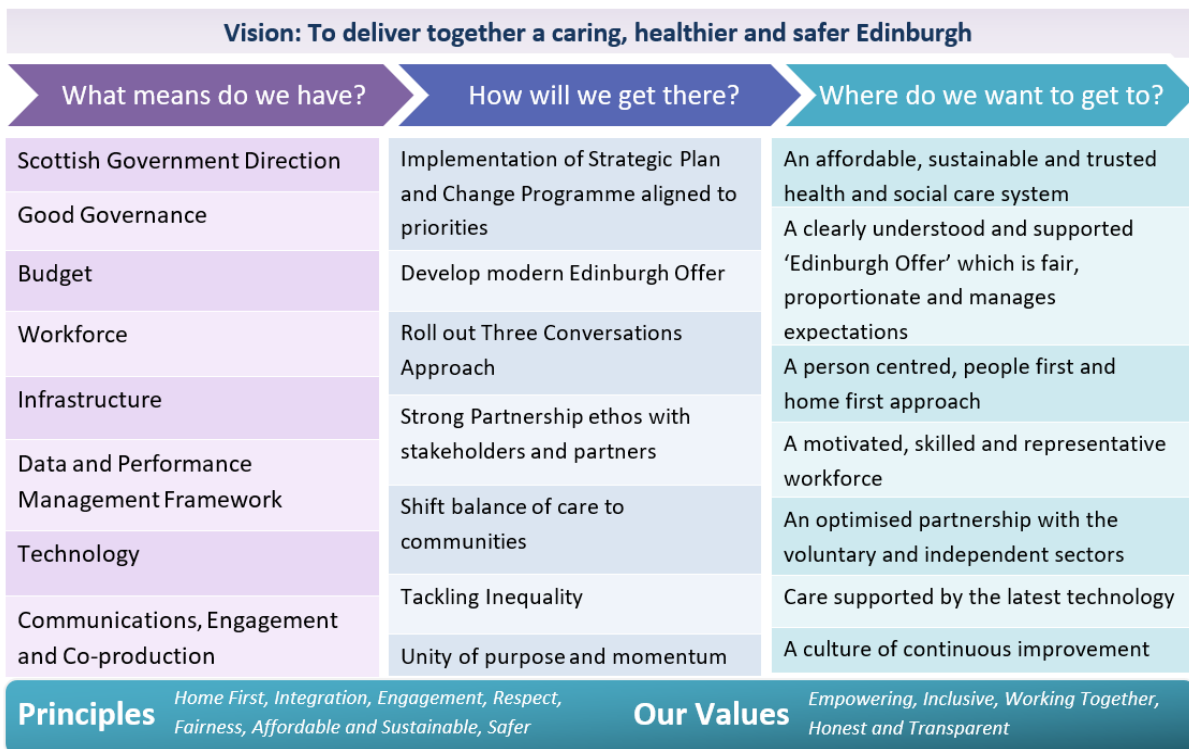 Vision: To deliver together a caring, healthier and safer Edinburgh
What means do we have?
How will we get there?
Where do we want to get to?
Scottish Government Direction
Good Governance
Budget
Workforce
Infrastructure
Data and Performance
Management Framework
Technology
Communications, Engagement
and Co-production
Implementation of Strategic Plan
and Change Programme aligned to
priorities
Develop modern Edinburgh Offer
Roll out Three Conversations
Approach
Strong Partnership ethos with
stakeholders and partners
Shift balance of care to
communities
Tackling Inequality
Unity of purpose and momentum
An affordable, sustainable and trusted
health and social care system
A clearly understood and supported
‘Edinburgh Offer’ which is fair,
proportionate and manages
expectations
A person centred, people first and
home first approach
A motivated, skilled and representative
workforce
An optimised partnership with the
voluntary and independent sectors
Care supported by the latest technology
A culture of continuous improvement
Principles
Home First, Integration, Engagement, Respect,
Fairness, Affordable and Sustainable, Safer
Our Values
Empowering, Inclusive, Working Together,
Honest and Transparent